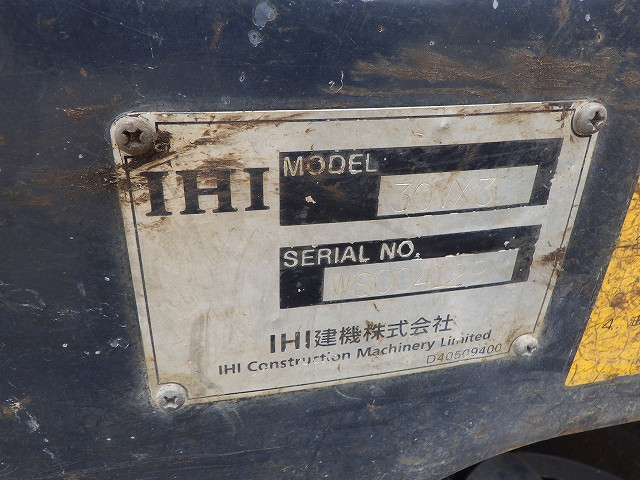 IHI
MODEL
30VX3
SERIAL NO.
IHI建機株式会社
IHI Construction Machinery Limited
D40509400